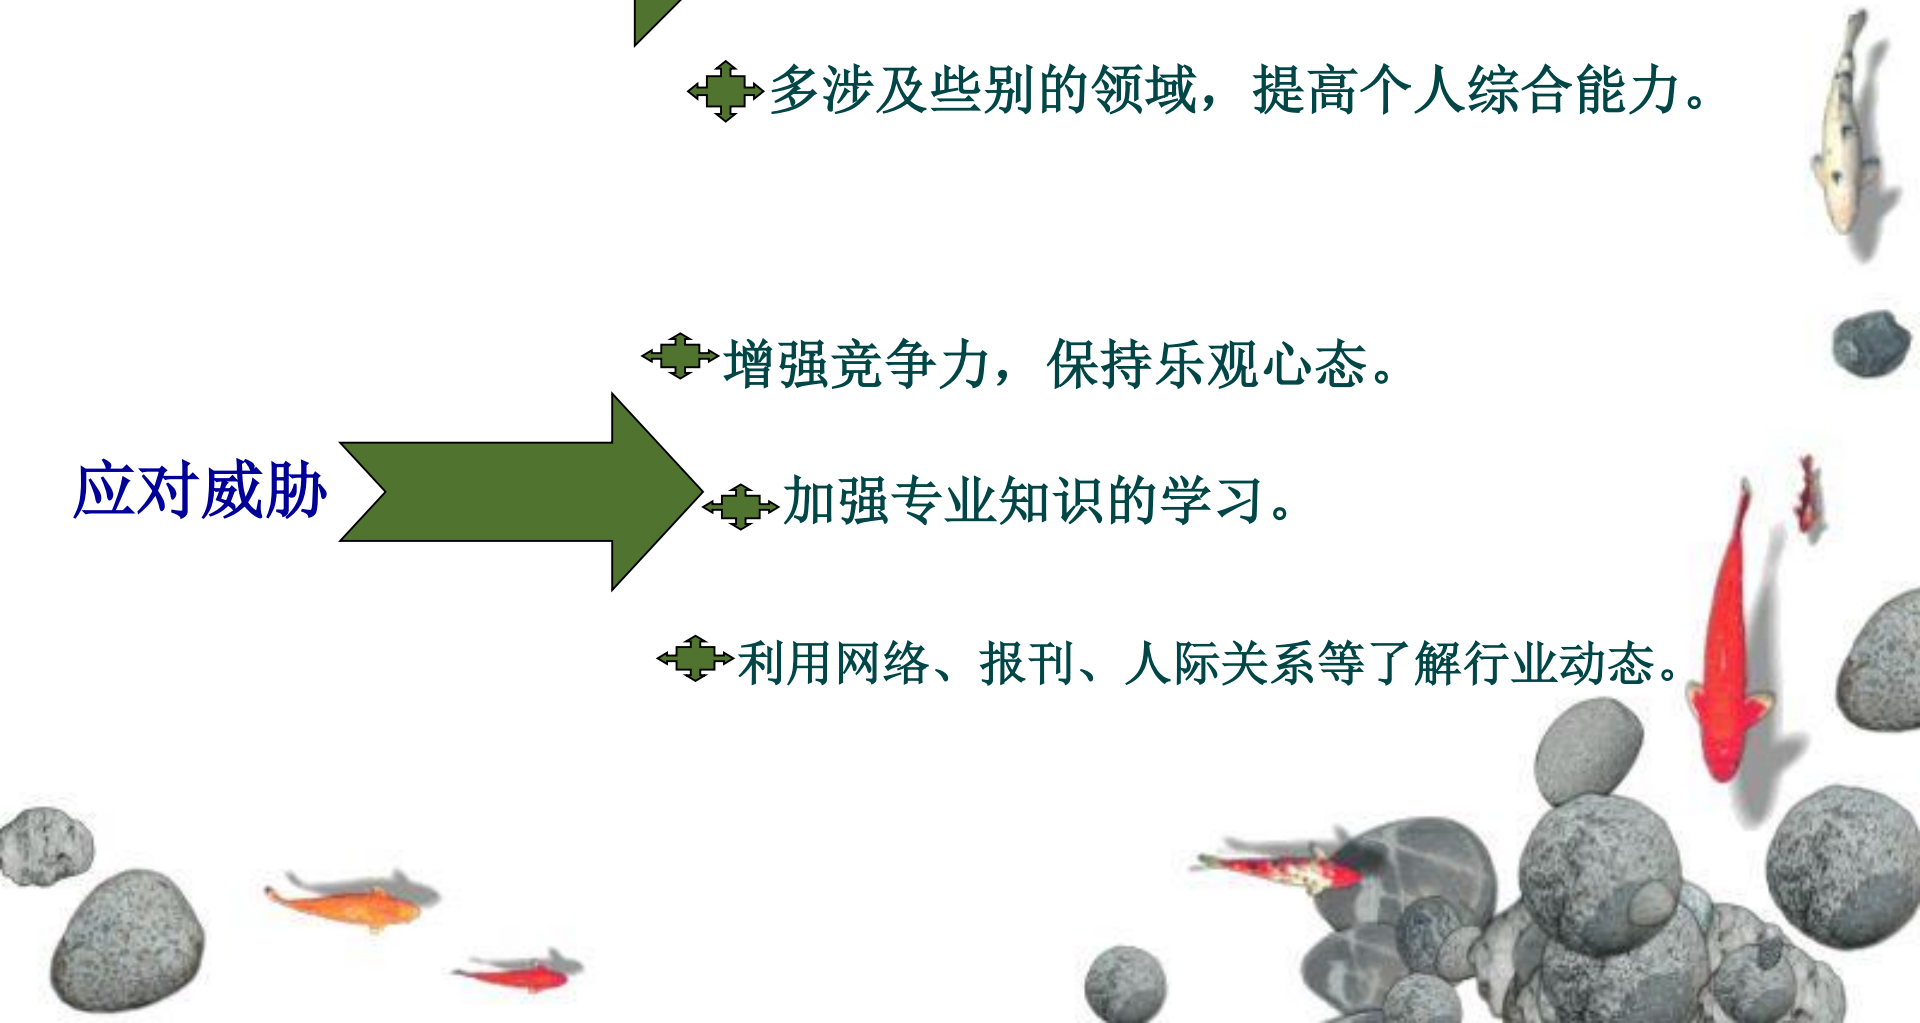 多涉及些别的领域，提高个人综合能力。
增强竞争力，保持乐观心态。
应对威胁
加强专业知识的学习。
利用网络、报刊、人际关系等了解行业动态。